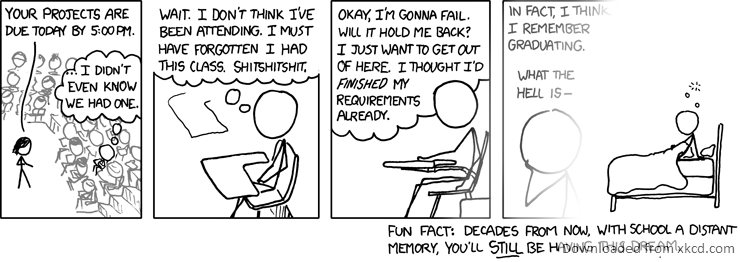 YOUR PROJECTS ARE
DUE TODAY BY 5:00 PM.
... I DIDN'T
EVEN KNOW
WE HAD ONE.
WAIT. I DON'T THINK I'VE
BEEN ATTENDING. I MUST
HAVE FORGOTTEN I HAD
THIS CLASS. SHITSHITSHIT.
OKAY, I'M GONNA FAIL.
WILL IT HOLD ME BACK?
I JUST WANT TO GET OUT
OF HERE. I THOUGHT I'D
FINISHED MY
REQUIREMENTS
ALREADY.
IN FACT, I THINK
I REMEMBER
GRADUATING.
WHAT THE
HELL IS—
FUN FACT: DECADES FROM NOW, WITH SCHOOL A DISTANT
MEMORY, YOU'LL STILL BE HAVING THIS DREAM.
Downloaded from xkcd.com